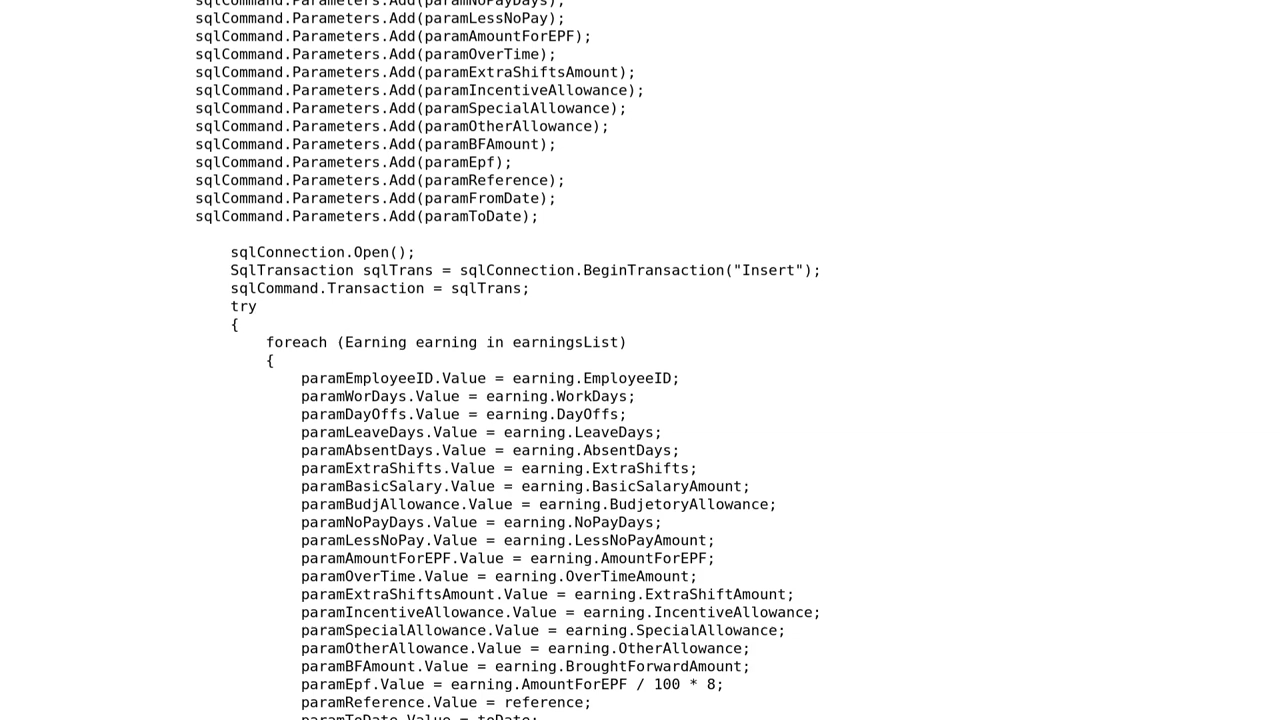 sqlCommand.Parameters.Add(paramNoPayDays);
sqlCommand.Parameters.Add(paramLessNoPay);
sqlCommand.Parameters.Add(paramAmountForEPF);
sqlCommand.Parameters.Add(paramOverTime);
sqlCommand.Parameters.Add(paramExtraShiftsAmount);
sqlCommand.Parameters.Add(paramIncentiveAllowance);
sqlCommand.Parameters.Add(paramSpecialAllowance);
sqlCommand.Parameters.Add(paramOtherAllowance);
sqlCommand.Parameters.Add(paramBFAmount);
sqlCommand.Parameters.Add(paramEpf);
sqlCommand.Parameters.Add(paramReference);
sqlCommand.Parameters.Add(paramFromDate);
sqlCommand.Parameters.Add(paramToDate);
sqlConnection.Open();
SqlTransaction sqlTrans = sqlConnection.BeginTransaction("Insert");
sqlCommand.Transaction = sqlTrans;
try
{
foreach (Earning earning in earningsList)
{
paramEmployeeID.Value = earning.EmployeeID;
paramWorDays.Value = earning.WorkDays;
paramDayOffs.Value = earning.DayOffs;
paramLeaveDays.Value = earning.LeaveDays;
paramAbsentDays.Value = earning.AbsentDays;
paramExtraShifts.Value = earning.ExtraShifts;
paramBasicSalary.Value = earning.BasicSalaryAmount;
paramBudjAllowance.Value = earning.BudjetoryAllowance;
paramNoPayDays.Value = earning.NoPayDays;
paramLessNoPay.Value = earning.LessNoPayAmount;
paramAmountForEPF.Value = earning.AmountForEPF;
paramOverTime.Value = earning.OverTimeAmount;
paramExtraShiftsAmount.Value = earning.ExtraShiftAmount;
paramIncentiveAllowance.Value = earning.IncentiveAllowance;
paramSpecialAllowance.Value = earning.SpecialAllowance;
paramOtherAllowance.Value = earning.OtherAllowance;
paramBFAmount.Value = earning.BroughtForwardAmount;
paramEpf.Value = earning.AmountForEPF / 100 * 8;
paramReference.Value = reference;
paramToDate.Value = toDate;